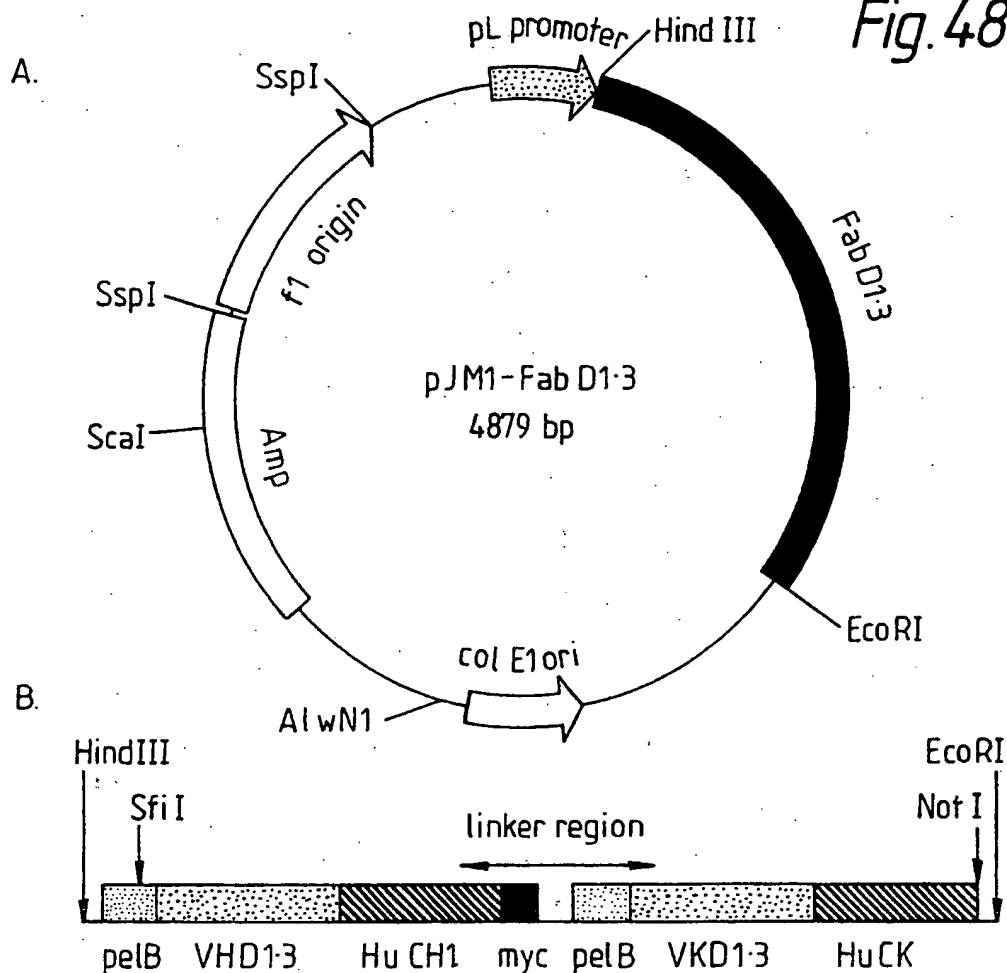 Fig. 48
A.
pL promoter
Hind III
SspI
f1 origin
Fab D1·3
SspI
pJM1-Fab D1·3
4879 bp
ScaI
Amp
EcoRI
col E1 ori
AlwN1
B.
HindIII
EcoRI
Sfi I
Not I
linker region
pelB VHD1·3 Hu CH1 myc pelB VKD1·3 HuCK